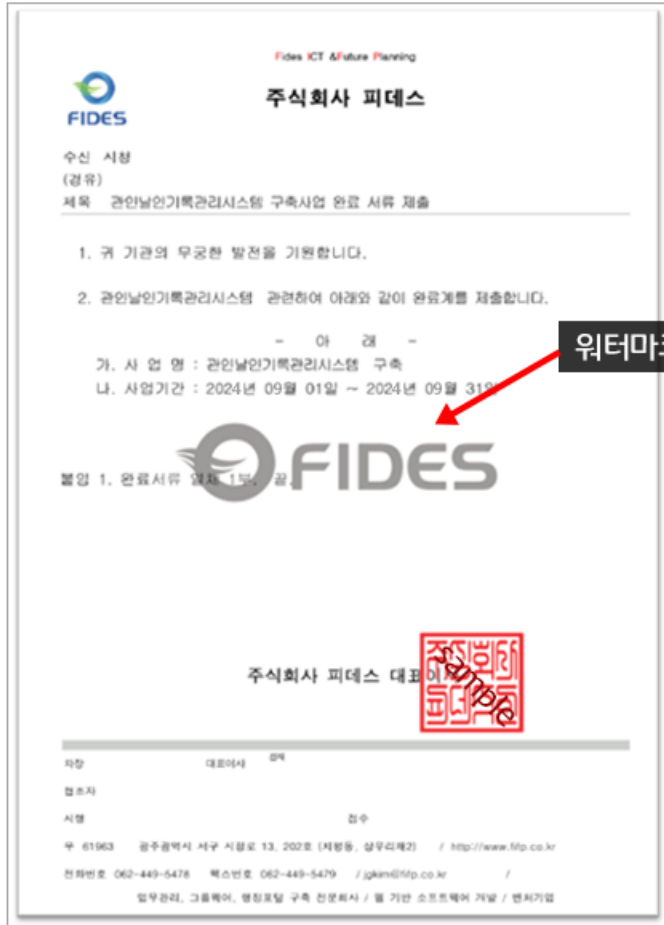 Fides ICT &Future Planning
FIDES
주식회사 피데스
수신 시청
(경유)
제목 관인날인기록관리시스템 구축사업 완료 서류 제출
1. 귀 기관의 무궁한 발전을 기원합니다.
2. 관인날인기록관리시스템 관련하여 아래와 같이 완료계를 제출합니다.
- 아 래 -
워터마크
가. 사 업 명 : 관인날인기록관리시스템 구축
나. 사업기간 : 2024년 09월 01일 ~ 2024년 09월 31일
FIDES
붙임 1. 완료서류 일체 1부. 끝.
주식회사 피데스 대표이사
sample
대표이사
협조자
시행 접수
우 61963 광주광역시 서구 시청로 13, 202호 / http://www.fifp.co.kr
전화번호 062-449-5478 팩스번호 062-449-5479 / jgkim@fifp.co.kr /
업무관리, 그룹웨어, 행정포털 구축 전문회사 / 웹 기반 소프트웨어 개발 / 벤처기업